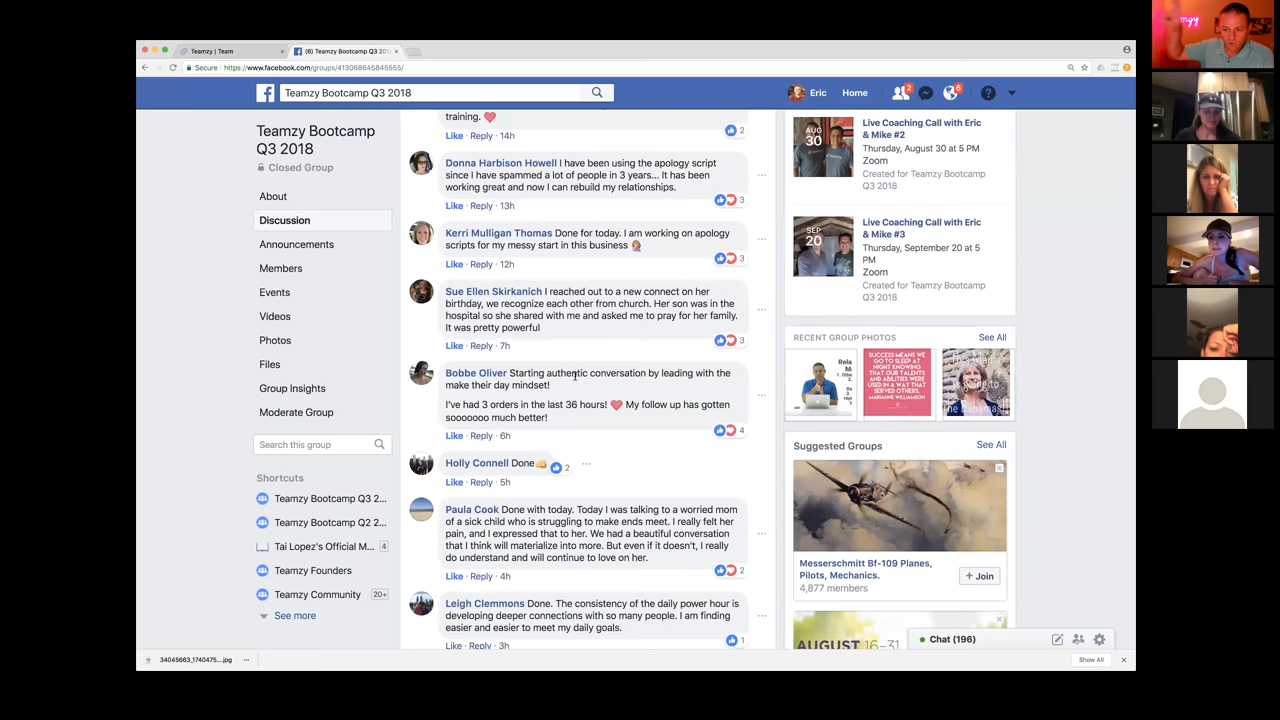 Teamzy | Team
(6) Teamzy Bootcamp Q3 201
Secure
https://www.facebook.com/groups/413068645845565/
Teamzy Bootcamp Q3 2018
Eric
Home
2
6
Teamzy Bootcamp
Q3 2018
Closed Group
About
Discussion
Announcements
Members
Events
Videos
Photos
Files
Group Insights
Moderate Group
Search this group
Shortcuts
Teamzy Bootcamp Q3 2...
Teamzy Bootcamp Q2 2...
Tai Lopez's Official M...
4
Teamzy Founders
Teamzy Community
20+
See more
training.
Like · Reply · 14h
2
Donna Harbison Howell I have been using the apology script
since I have spammed a lot of people in 3 years... It has been
working great and now I can rebuild my relationships.
Like · Reply · 13h
3
Kerri Mulligan Thomas Done for today. I am working on apology
scripts for my messy start in this business
Like · Reply · 12h
3
Sue Ellen Skirkanich I reached out to a new connect on her
birthday, we recognize each other from church. Her son was in the
hospital so she shared with me and asked me to pray for her family.
It was pretty powerful
Like · Reply · 7h
3
Bobbe Oliver Starting authentic conversation by leading with the
make their day mindset!
I've had 3 orders in the last 36 hours! My follow up has gotten
sooooooo much better!
Like · Reply · 6h
4
Holly Connell Done
2
Like · Reply · 5h
Paula Cook Done with today. Today I was talking to a worried mom
of a sick child who is struggling to make ends meet. I really felt her
pain, and I expressed that to her. We had a beautiful conversation
that I think will materialize into more. But even if it doesn't, I really
do understand and will continue to love on her.
Like · Reply · 4h
2
Leigh Clemmons Done. The consistency of the daily power hour is
developing deeper connections with so many people. I am finding
easier and easier to meet my daily goals.
Like · Reply · 3h
1
AUG
30
Live Coaching Call with Eric
& Mike #2
Thursday, August 30 at 5 PM
Zoom
Created for Teamzy Bootcamp
Q3 2018
SEP
20
Live Coaching Call with Eric
& Mike #3
Thursday, September 20 at 5
PM
Zoom
Created for Teamzy Bootcamp
Q3 2018
RECENT GROUP PHOTOS
See All
Rela
SUCCESS MEANS WE
GO TO SLEEP AT
NIGHT KNOWING
THAT OUR TALENTS
AND ABILITIES
WERE USED IN A WAY
THAT SERVED
OTHERS.
MARIANNE WILLIAMSON
is going to
the Bahamas
Suggested Groups
See All
Messerschmitt Bf-109 Planes,
Pilots, Mechanics.
4,877 members
+ Join
AUGUST 16-31
Chat (196)
34045663_1740475....jpg
Show All